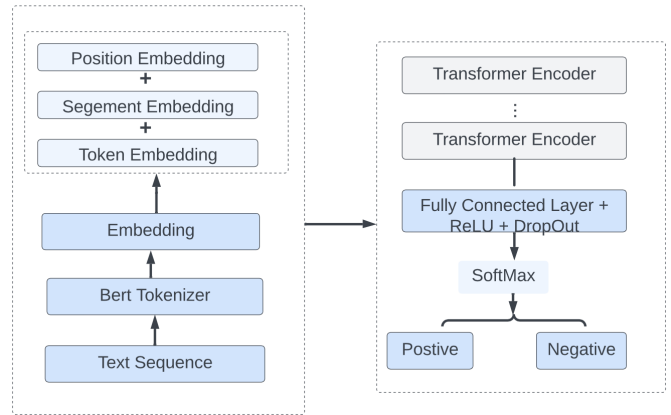 Position Embedding
+
Segement Embedding
+
Token Embedding
Embedding
Bert Tokenizer
Text Sequence
Transformer Encoder
⋮
Transformer Encoder
Fully Connected Layer +
ReLU + DropOut
SoftMax
Postive
Negative